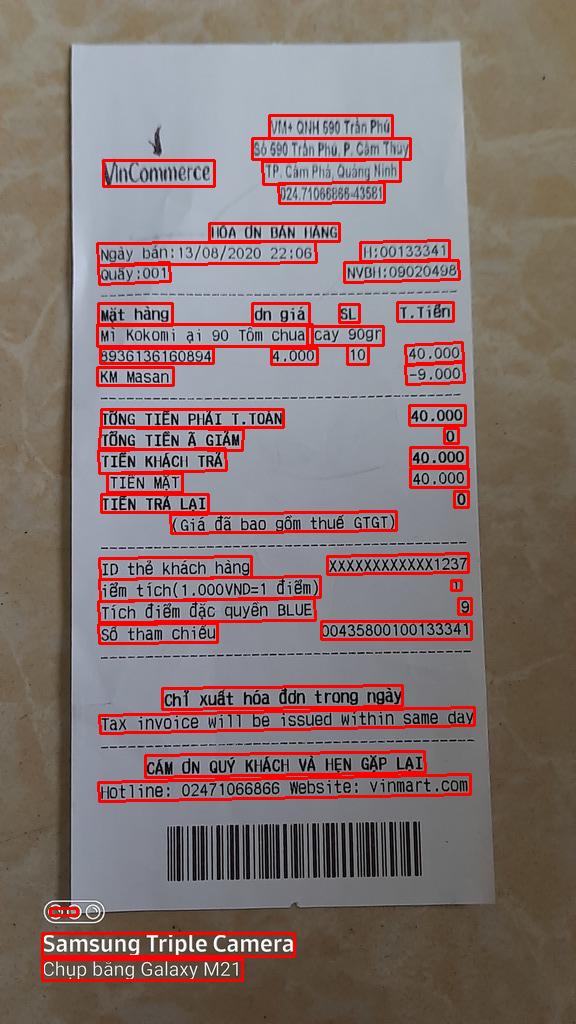 VinCommerce
VM+ QNH 590 Trần Phú
Số 590 Trần Phú, P. Cẩm Thủy
TP. Cẩm Phả, Quảng Ninh
024.71066866-43581
HÓA ƠN BÁN HÀNG
Ngày bán:13/08/2020 22:06 H:00133341
Quầy:001 NVBH:09020498
Mặt hàng ơn giá SL T.Tiền
Mì Kokomi ại 90 Tôm chua cay 90gr
8936136160894 4.000 10 40.000
KM Masan -9.000
TỔNG TIỀN PHẢI T.TOÁN 40.000
TỔNG TIỀN Ã GIẢM 0
TIỀN KHÁCH TRẢ 40.000
TIỀN MẶT 40.000
TIỀN TRẢ LẠI 0
(Giá đã bao gồm thuế GTGT)
ID thẻ khách hàng XXXXXXXXXXXX1237
iểm tích(1.000VND=1 điểm) 1
Tích điểm đặc quyền BLUE 9
Số tham chiếu 00435800100133341
Chỉ xuất hóa đơn trong ngày
Tax invoice will be issued within same day
CÁM ƠN QUÝ KHÁCH VÀ HẸN GẶP LẠI
Hotline: 02471066866 Website: vinmart.com
Samsung Triple Camera
Chụp bằng Galaxy M21